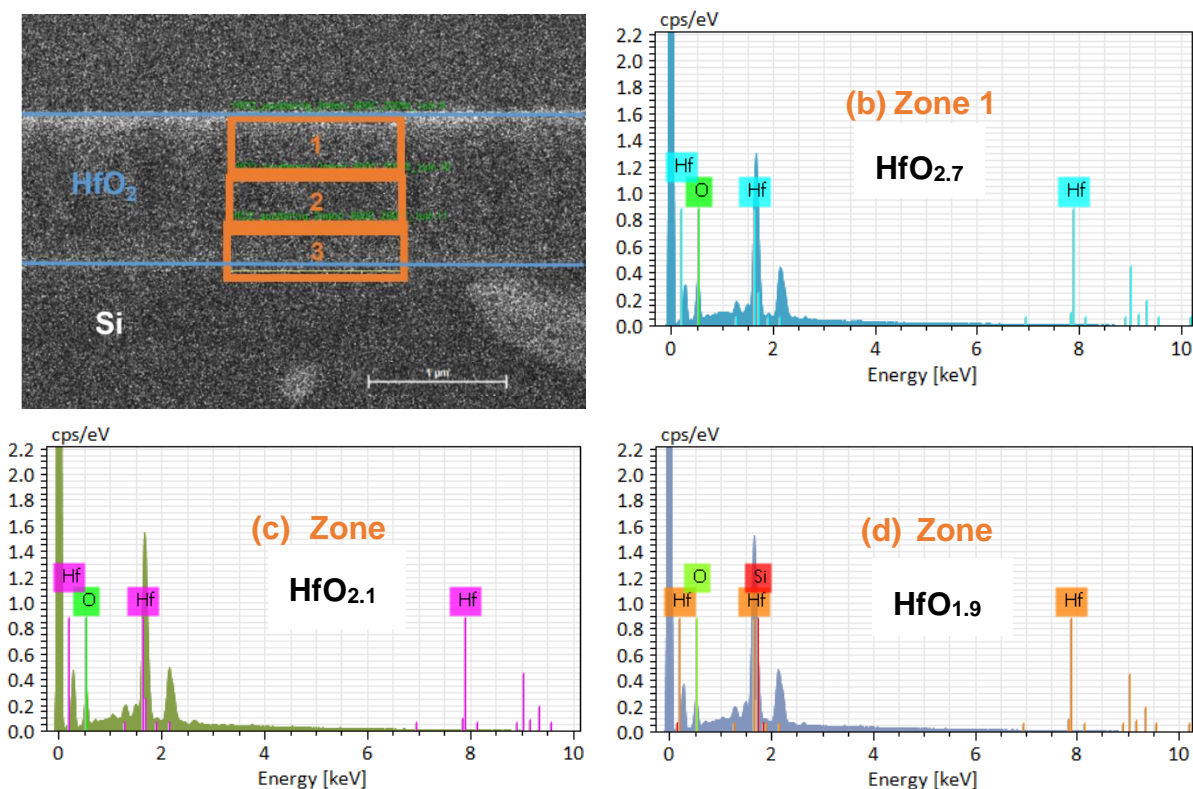 1
HfO2
2
3
Si
1 µm
cps/eV
2.2
2.0
1.8
1.6
1.4
1.2
1.0
0.8
0.6
0.4
0.2
0.0
(b) Zone 1
HfO2.7
Hf
O
Hf
Hf
0 2 4 6 8 10
Energy [keV]
cps/eV
2.2
2.0
1.8
1.6
1.4
1.2
1.0
0.8
0.6
0.4
0.2
0.0
(c) Zone
HfO2.1
Hf
O
Hf
Hf
0 2 4 6 8 10
Energy [keV]
cps/eV
2.2
2.0
1.8
1.6
1.4
1.2
1.0
0.8
0.6
0.4
0.2
0.0
(d) Zone
HfO1.9
O
Si
Hf
Hf
Hf
0 2 4 6 8 10
Energy [keV]